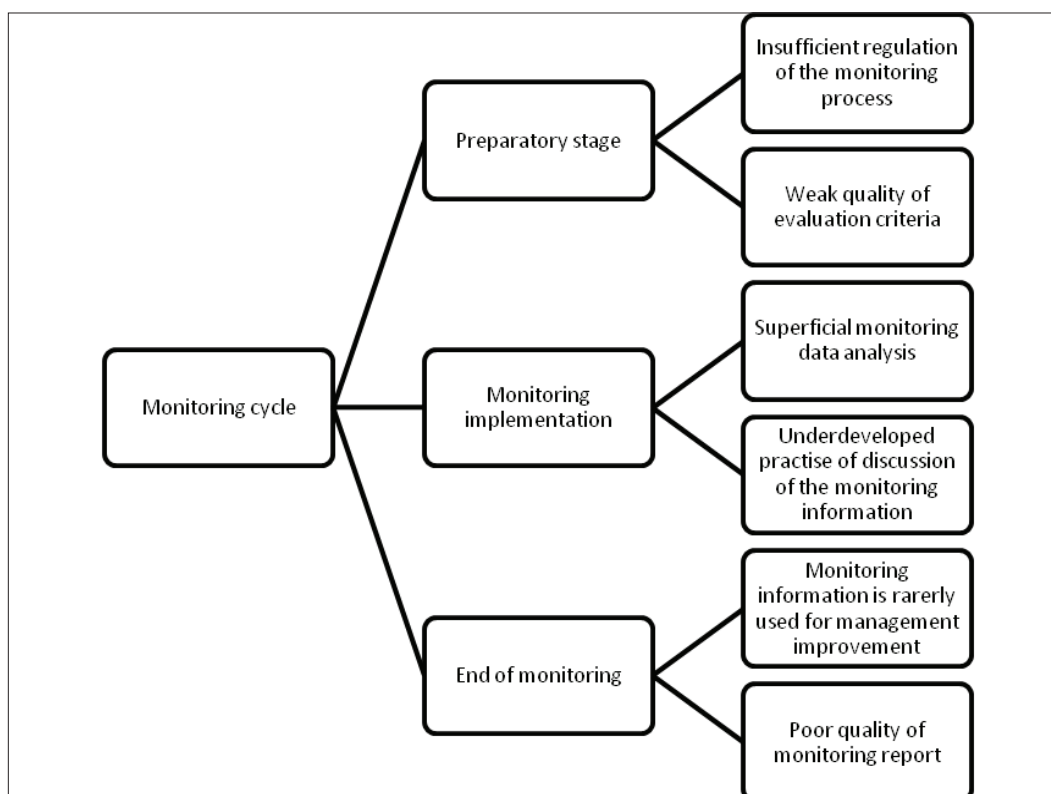 Monitoring cycle
Preparatory stage
Insufficient regulation
of the monitoring
process
Weak quality of
evaluation criteria
Monitoring
implementation
Superficial monitoring
data analysis
Underdeveloped
practise of discussion
of the monitoring
information
End of monitoring
Monitoring
information is rarerly
used for management
improvement
Poor quality of
monitoring report